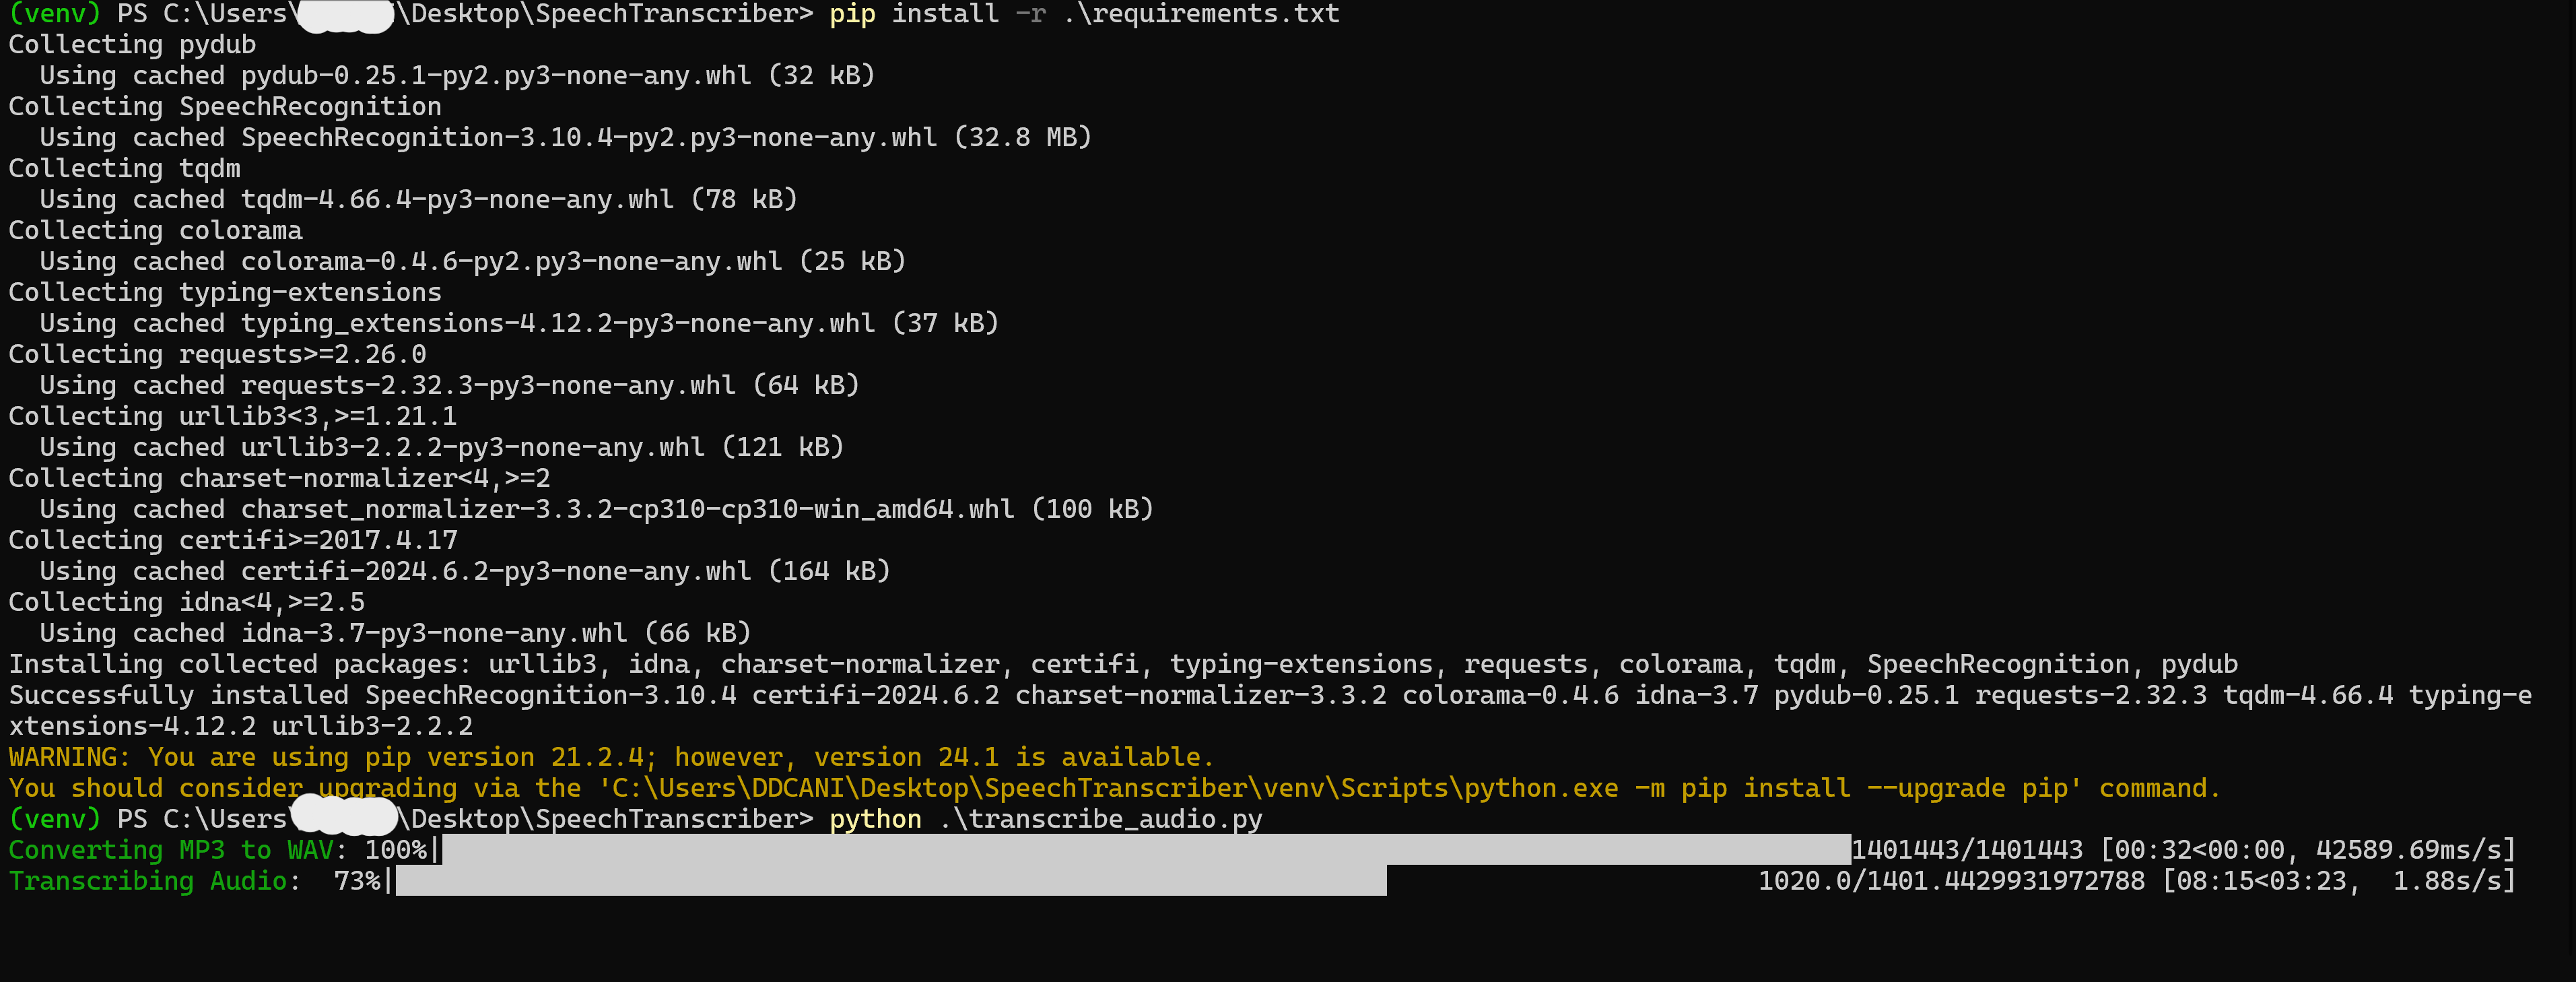 (venv) PS C:\Users\ \Desktop\SpeechTranscriber> pip install -r .\requirements.txt
Collecting pydub
  Using cached pydub-0.25.1-py2.py3-none-any.whl (32 kB)
Collecting SpeechRecognition
  Using cached SpeechRecognition-3.10.4-py2.py3-none-any.whl (32.8 MB)
Collecting tqdm
  Using cached tqdm-4.66.4-py3-none-any.whl (78 kB)
Collecting colorama
  Using cached colorama-0.4.6-py2.py3-none-any.whl (25 kB)
Collecting typing-extensions
  Using cached typing_extensions-4.12.2-py3-none-any.whl (37 kB)
Collecting requests>=2.26.0
  Using cached requests-2.32.3-py3-none-any.whl (64 kB)
Collecting urllib3<3,>=1.21.1
  Using cached urllib3-2.2.2-py3-none-any.whl (121 kB)
Collecting charset-normalizer<4,>=2
  Using cached charset_normalizer-3.3.2-cp310-cp310-win_amd64.whl (100 kB)
Collecting certifi>=2017.4.17
  Using cached certifi-2024.6.2-py3-none-any.whl (164 kB)
Collecting idna<4,>=2.5
  Using cached idna-3.7-py3-none-any.whl (66 kB)
Installing collected packages: urllib3, idna, charset-normalizer, certifi, typing-extensions, requests, colorama, tqdm, SpeechRecognition, pydub
Successfully installed SpeechRecognition-3.10.4 certifi-2024.6.2 charset-normalizer-3.3.2 colorama-0.4.6 idna-3.7 pydub-0.25.1 requests-2.32.3 tqdm-4.66.4 typing-e
xtensions-4.12.2 urllib3-2.2.2
WARNING: You are using pip version 21.2.4; however, version 24.1 is available.
You should consider upgrading via the 'C:\Users\DDCANI\Desktop\SpeechTranscriber\venv\Scripts\python.exe -m pip install --upgrade pip' command.
(venv) PS C:\Users\ \Desktop\SpeechTranscriber> python .\transcribe_audio.py
Converting MP3 to WAV: 100%| 1401443/1401443 [00:32<00:00, 42589.69ms/s]
Transcribing Audio:  73%| 1020.0/1401.4429931972788 [08:15<03:23,  1.88s/s]